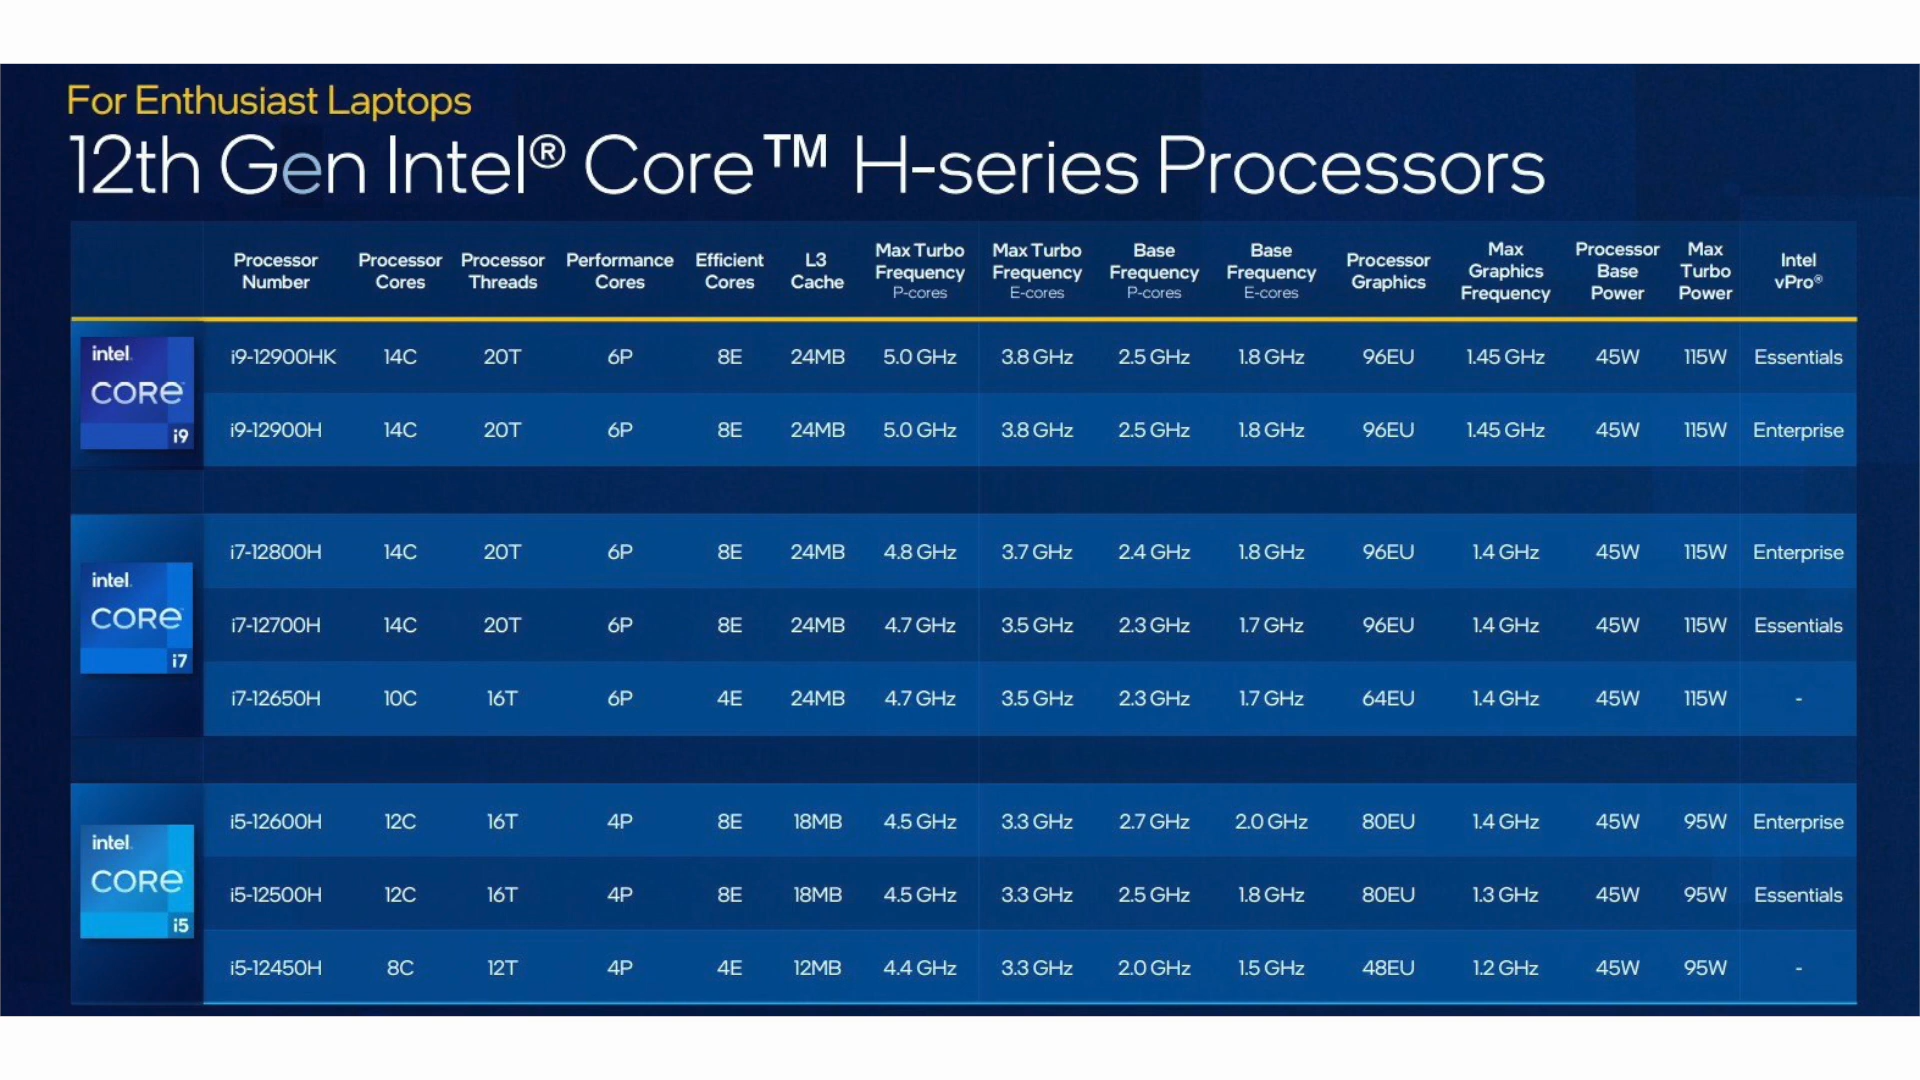 For Enthusiast Laptops
12th Gen Intel® Core™ H-series Processors
Processor Number Processor Cores Processor Threads Performance Cores Efficient Cores L3 Cache Max Turbo Frequency P-cores Max Turbo Frequency E-cores Base Frequency P-cores Base Frequency E-cores Processor Graphics Max Graphics Frequency Processor Base Power Max Turbo Power Intel vPro®
intel.
CORE™
i9
i9-12900HK 14C 20T 6P 8E 24MB 5.0 GHz 3.8 GHz 2.5 GHz 1.8 GHz 96EU 1.45 GHz 45W 115W Essentials
i9-12900H 14C 20T 6P 8E 24MB 5.0 GHz 3.8 GHz 2.5 GHz 1.8 GHz 96EU 1.45 GHz 45W 115W Enterprise
intel.
CORE™
i7
i7-12800H 14C 20T 6P 8E 24MB 4.8 GHz 3.7 GHz 2.4 GHz 1.8 GHz 96EU 1.4 GHz 45W 115W Enterprise
i7-12700H 14C 20T 6P 8E 24MB 4.7 GHz 3.5 GHz 2.3 GHz 1.7 GHz 96EU 1.4 GHz 45W 115W Essentials
i7-12650H 10C 16T 6P 4E 24MB 4.7 GHz 3.5 GHz 2.3 GHz 1.7 GHz 64EU 1.4 GHz 45W 115W -
intel.
CORE™
i5
i5-12600H 12C 16T 4P 8E 18MB 4.5 GHz 3.3 GHz 2.7 GHz 2.0 GHz 80EU 1.4 GHz 45W 95W Enterprise
i5-12500H 12C 16T 4P 8E 18MB 4.5 GHz 3.3 GHz 2.5 GHz 1.8 GHz 80EU 1.3 GHz 45W 95W Essentials
i5-12450H 8C 12T 4P 4E 12MB 4.4 GHz 3.3 GHz 2.0 GHz 1.5 GHz 48EU 1.2 GHz 45W 95W -